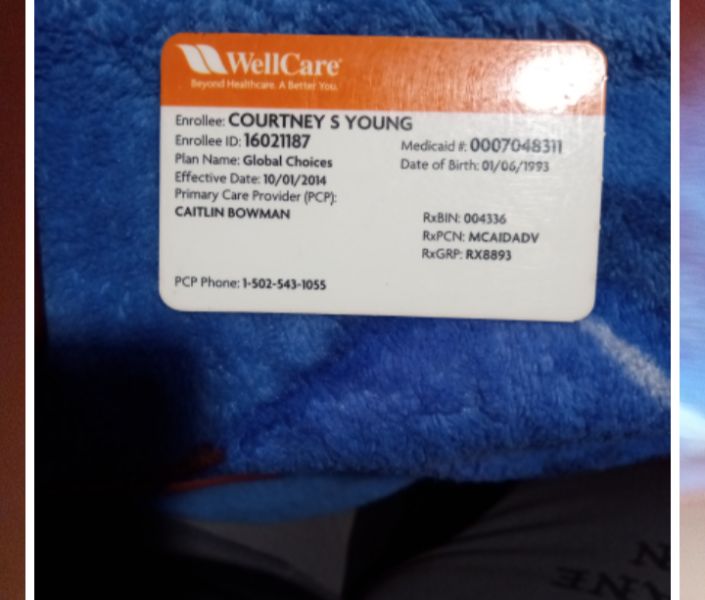 WellCare
Beyond Healthcare. A Better You.
Enrollee: COURTNEY S YOUNG
Enrollee ID: 16021187
Medicaid #: 0007048311
Plan Name: Global Choices
Date of Birth: 01/06/1993
Effective Date: 10/01/2014
Primary Care Provider (PCP):
CAITLIN BOWMAN
RxBIN: 004336
RxPCN: MCAIDADV
RxGRP: RX8893
PCP Phone: 1-502-543-1055